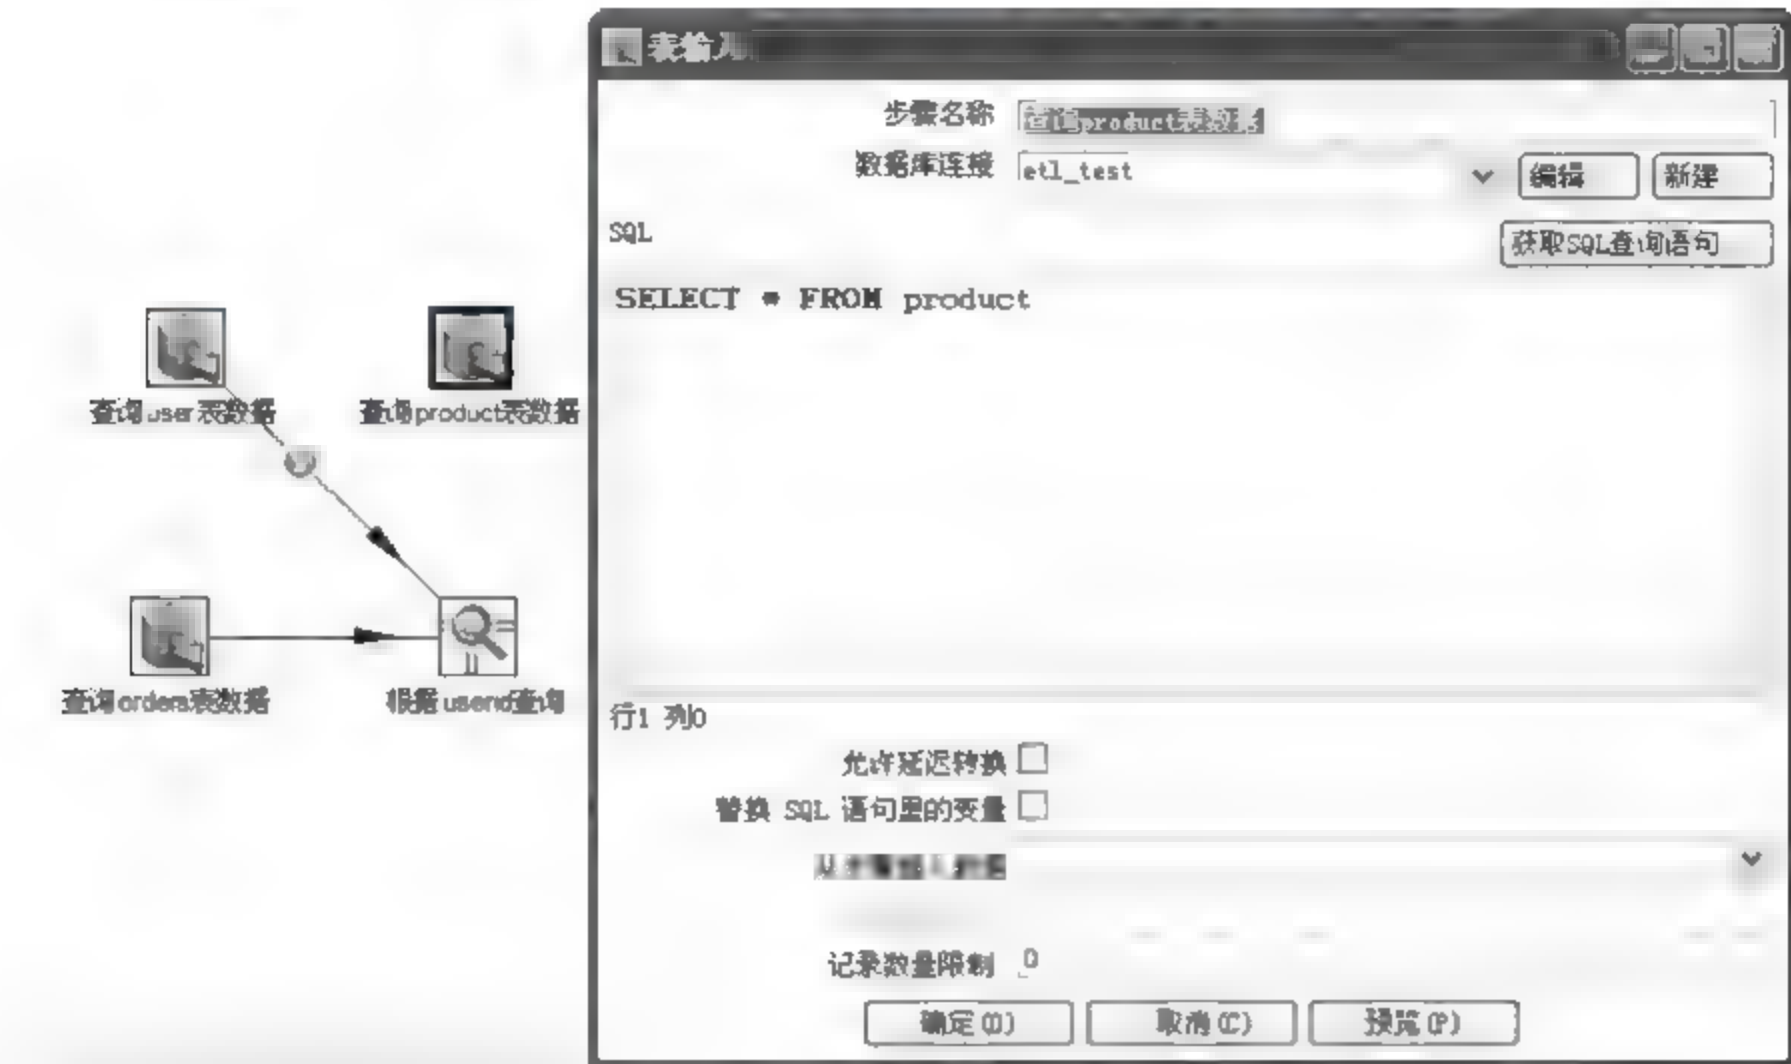 表输入
步骤名称 查询product表数据
数据库连接 etl_test
编辑 新建
SQL
获取SQL查询语句
SELECT * FROM product
查询user表数据
查询product表数据
查询orders表数据
根据userid查询
行1 列0
允许延迟转换
替换 SQL 语句里的变量
记录数量限制 0
确定(O) 取消(C) 预览(P)